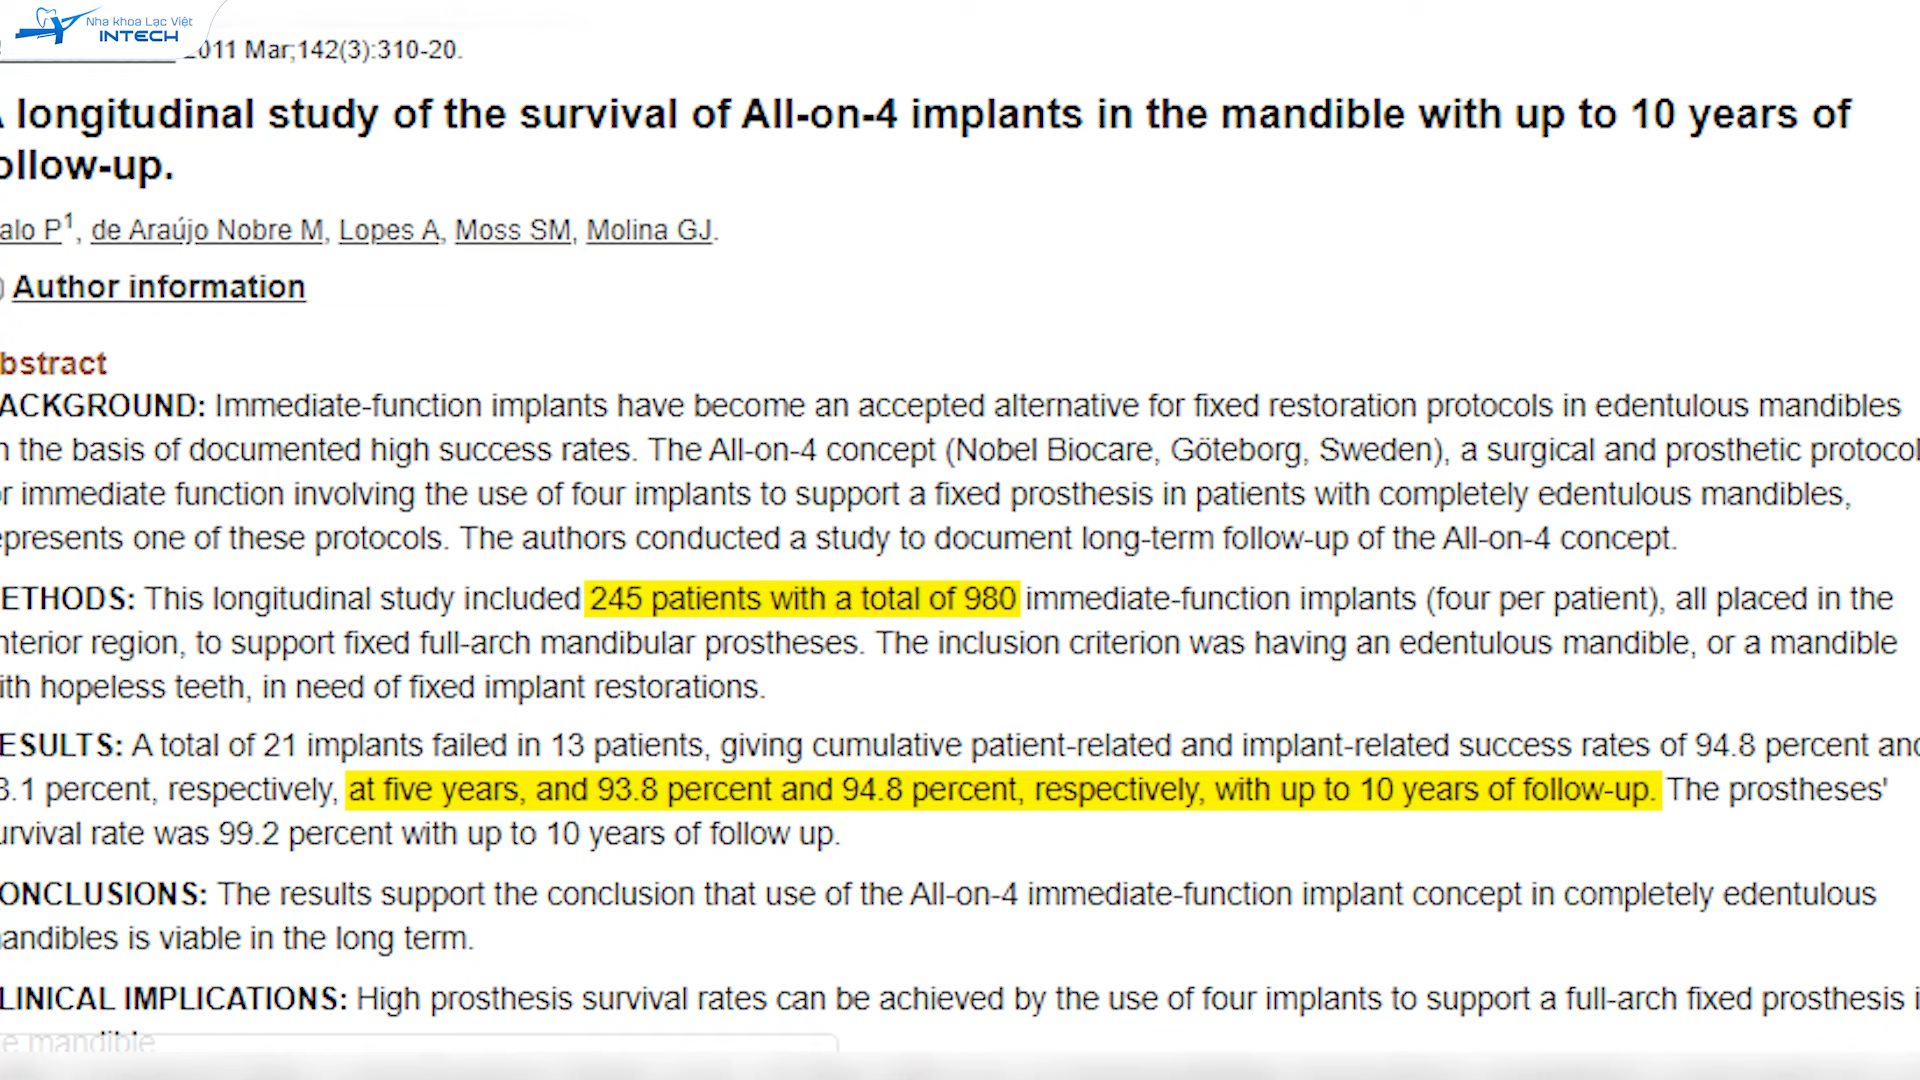 Nha khoa Lạc Việt
INTECH
2011 Mar;142(3):310-20.
longitudinal study of the survival of All-on-4 implants in the mandible with up to 10 years of
ollow-up.
alo P1, de Araújo Nobre M, Lopes A, Moss SM, Molina GJ.
Author information
bstract
ACKGROUND: Immediate-function implants have become an accepted alternative for fixed restoration protocols in edentulous mandibles
n the basis of documented high success rates. The All-on-4 concept (Nobel Biocare, Göteborg, Sweden), a surgical and prosthetic protocol
or immediate function involving the use of four implants to support a fixed prosthesis in patients with completely edentulous mandibles,
epresents one of these protocols. The authors conducted a study to document long-term follow-up of the All-on-4 concept.
ETHODS: This longitudinal study included 245 patients with a total of 980 immediate-function implants (four per patient), all placed in the
nterior region, to support fixed full-arch mandibular prostheses. The inclusion criterion was having an edentulous mandible, or a mandible
ith hopeless teeth, in need of fixed implant restorations.
ESULTS: A total of 21 implants failed in 13 patients, giving cumulative patient-related and implant-related success rates of 94.8 percent and
8.1 percent, respectively, at five years, and 93.8 percent and 94.8 percent, respectively, with up to 10 years of follow-up. The prostheses'
urvival rate was 99.2 percent with up to 10 years of follow up.
ONCLUSIONS: The results support the conclusion that use of the All-on-4 immediate-function implant concept in completely edentulous
andibles is viable in the long term.
LINICAL IMPLICATIONS: High prosthesis survival rates can be achieved by the use of four implants to support a full-arch fixed prosthesis i
e mandible